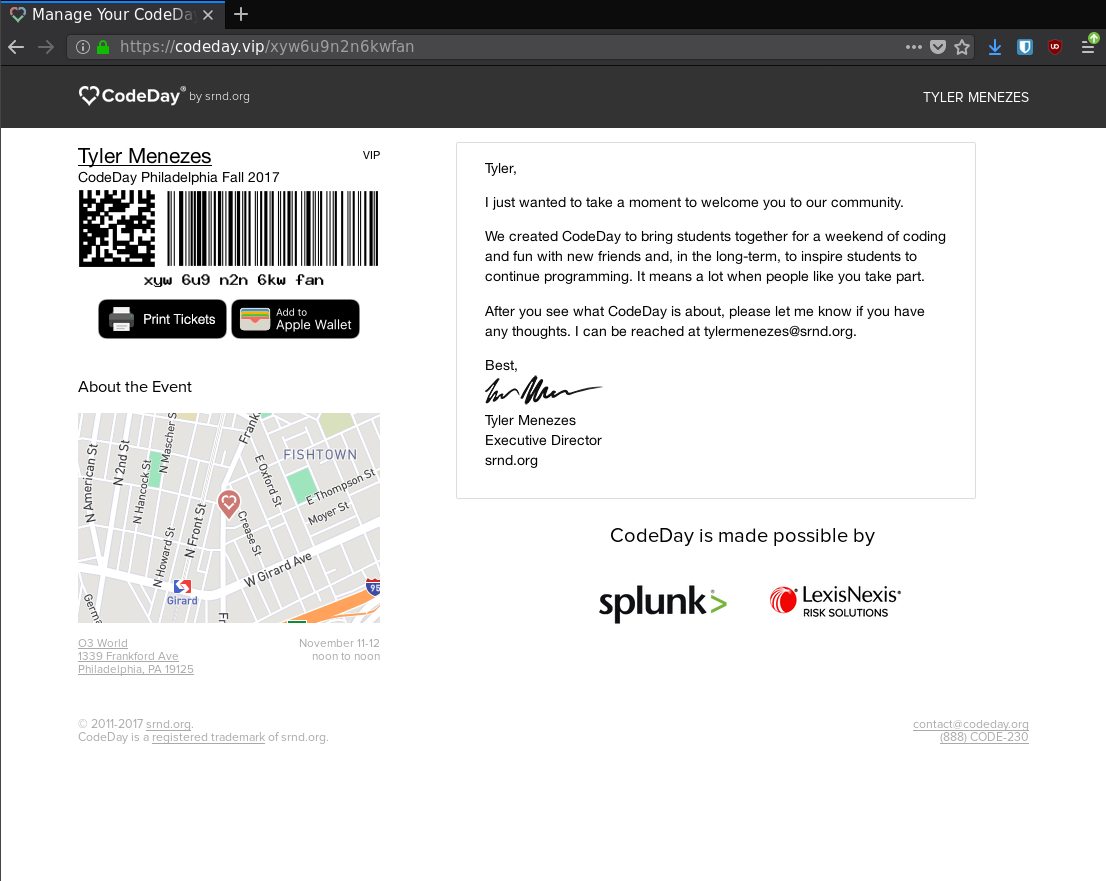 Manage Your CodeDa
https://codeday.vip/xyw6u9n2n6kwfan
CodeDay® by srnd.org
TYLER MENEZES
Tyler Menezes
VIP
CodeDay Philadelphia Fall 2017
xyw 6u9 n2n 6kw fan
Print Tickets
Add to
Apple Wallet
About the Event
N American St
N 2nd St
N Hancock St
N Mascher S
N Howard St
N Front St
Frank
E Oxford St
FISHTOWN
E Thompson St
Moyer St
Crease St
W Girard Ave
Girard
Germa
Fr
95
O3 World
1339 Frankford Ave
Philadelphia, PA 19125
November 11-12
noon to noon
Tyler,
I just wanted to take a moment to welcome you to our community.
We created CodeDay to bring students together for a weekend of coding
and fun with new friends and, in the long-term, to inspire students to
continue programming. It means a lot when people like you take part.
After you see what CodeDay is about, please let me know if you have
any thoughts. I can be reached at tylermenezes@srnd.org.
Best,
Tyler Menezes
Executive Director
srnd.org
CodeDay is made possible by
splunk>
LexisNexis®
RISK SOLUTIONS
© 2011-2017 srnd.org.
CodeDay is a registered trademark of srnd.org.
contact@codeday.org
(888) CODE-230